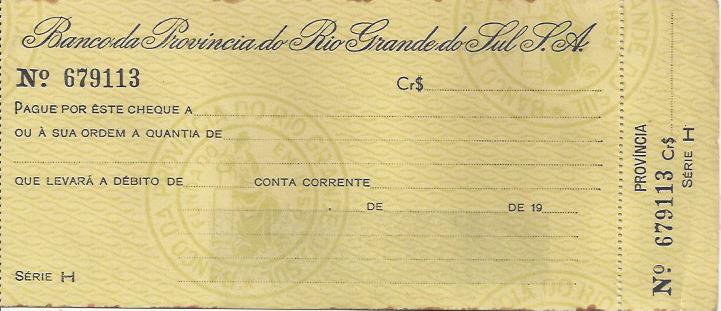 Banco da Província do Rio Grande do Sul S.A.
Nº 679113 Cr$
PAGUE POR ÊSTE CHEQUE A
OU À SUA ORDEM A QUANTIA DE
QUE LEVARÁ A DÉBITO DE CONTA CORRENTE
, DE DE 19
SÉRIE H
PROVÍNCIA
Nº 679113 Cr$
SÉRIE H